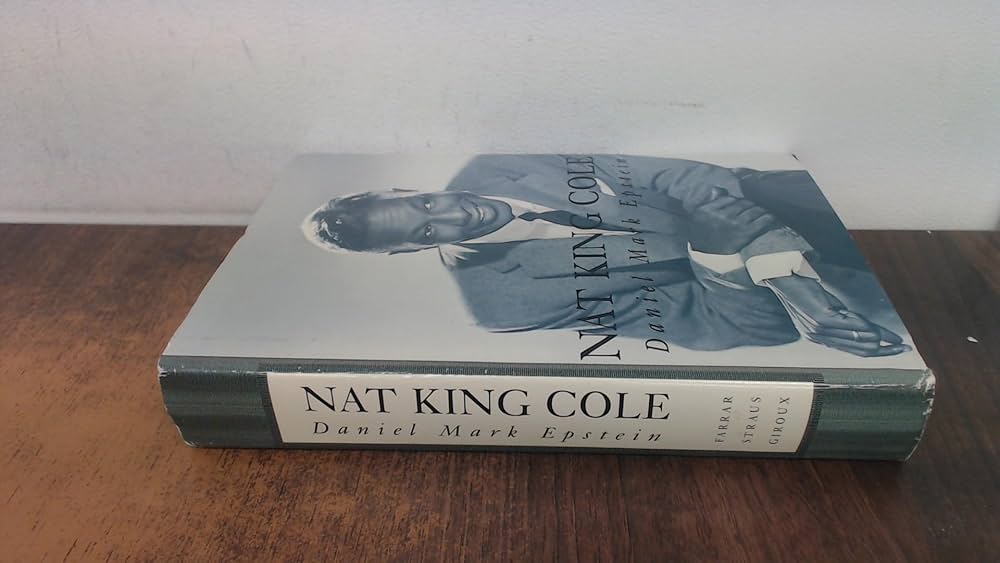 NAT KING COLE
Daniel Mark Epstein
NAT KING COLE
Daniel Mark Epstein
FARRAR
STRAUS
GIROUX